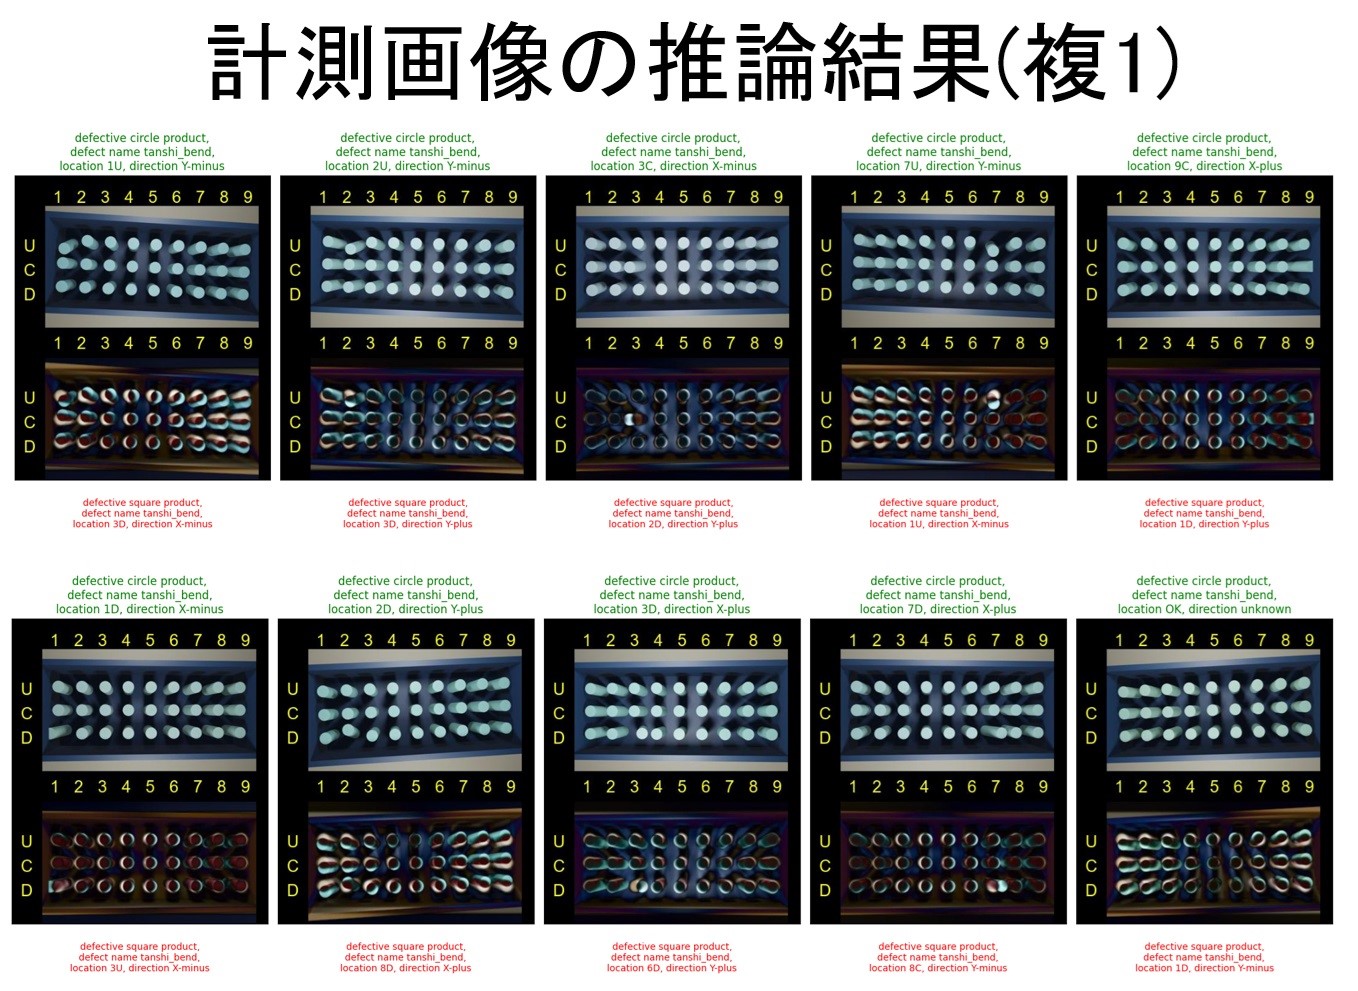 計測画像の推論結果(複1)
defective circle product,
defect name tanshi_bend,
location 1U, direction Y-minus
1 2 3 4 5 6 7 8 9
U
C
D
1 2 3 4 5 6 7 8 9
U
C
D
defective square product,
defect name tanshi_bend,
location 3D, direction X-minus
defective circle product,
defect name tanshi_bend,
location 2U, direction Y-minus
1 2 3 4 5 6 7 8 9
U
C
D
1 2 3 4 5 6 7 8 9
U
C
D
defective square product,
defect name tanshi_bend,
location 3D, direction Y-plus
defective circle product,
defect name tanshi_bend,
location 3C, direction X-minus
1 2 3 4 5 6 7 8 9
U
C
D
1 2 3 4 5 6 7 8 9
U
C
D
defective square product,
defect name tanshi_bend,
location 2D, direction Y-plus
defective circle product,
defect name tanshi_bend,
location 7U, direction Y-minus
1 2 3 4 5 6 7 8 9
U
C
D
1 2 3 4 5 6 7 8 9
U
C
D
defective square product,
defect name tanshi_bend,
location 1U, direction X-minus
defective circle product,
defect name tanshi_bend,
location 9C, direction X-plus
1 2 3 4 5 6 7 8 9
U
C
D
1 2 3 4 5 6 7 8 9
U
C
D
defective square product,
defect name tanshi_bend,
location 1D, direction Y-plus
defective circle product,
defect name tanshi_bend,
location 1D, direction X-minus
1 2 3 4 5 6 7 8 9
U
C
D
1 2 3 4 5 6 7 8 9
U
C
D
defective square product,
defect name tanshi_bend,
location 3U, direction X-minus
defective circle product,
defect name tanshi_bend,
location 2D, direction Y-plus
1 2 3 4 5 6 7 8 9
U
C
D
1 2 3 4 5 6 7 8 9
U
C
D
defective square product,
defect name tanshi_bend,
location 8D, direction X-plus
defective circle product,
defect name tanshi_bend,
location 3D, direction X-plus
1 2 3 4 5 6 7 8 9
U
C
D
1 2 3 4 5 6 7 8 9
U
C
D
defective square product,
defect name tanshi_bend,
location 6D, direction Y-plus
defective circle product,
defect name tanshi_bend,
location 7D, direction X-plus
1 2 3 4 5 6 7 8 9
U
C
D
1 2 3 4 5 6 7 8 9
U
C
D
defective square product,
defect name tanshi_bend,
location 8C, direction Y-minus
defective circle product,
defect name tanshi_bend,
location OK, direction unknown
1 2 3 4 5 6 7 8 9
U
C
D
1 2 3 4 5 6 7 8 9
U
C
D
defective square product,
defect name tanshi_bend,
location 1D, direction Y-minus